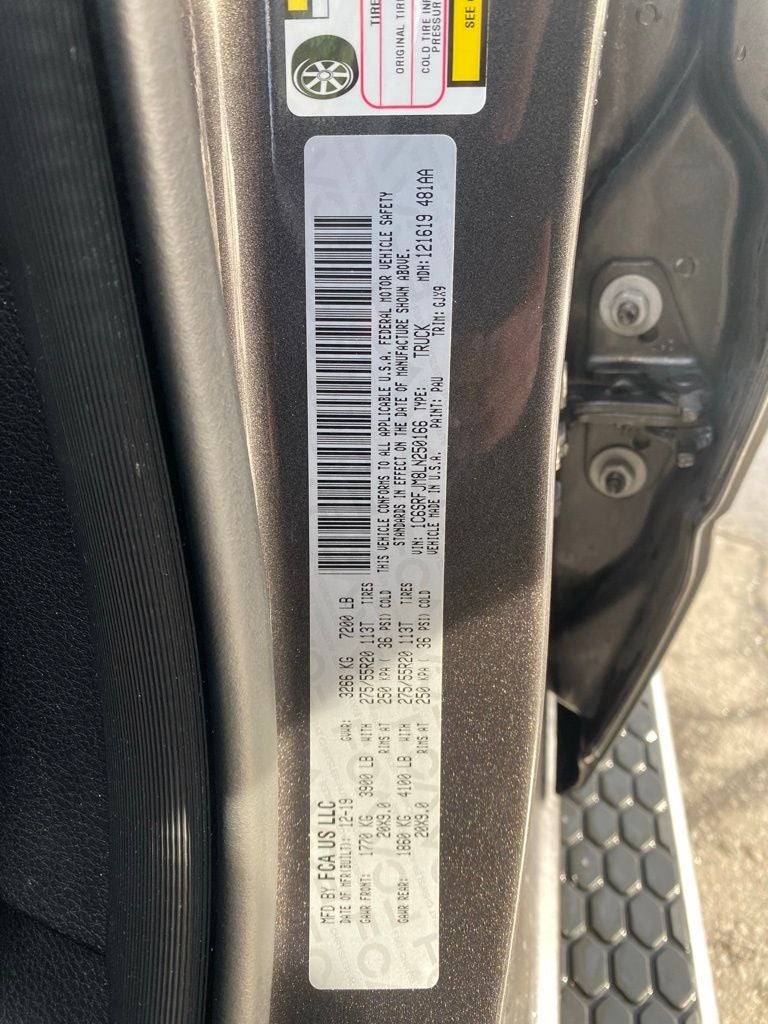 TIRE
ORIGINAL TIRE
COLD TIRE INF
PRESSURE
SEE O
MFD BY FCA US LLC
DATE OF MFR(BUILT): 12-19 GVWR: 3266 KG 7200 LB
GAWR FRONT: 1770 KG 3900 LB WITH 275/55R20 113T TIRES
20X9.0 RIMS AT 250 KPA ( 36 PSI) COLD
GAWR REAR: 1860 KG 4100 LB WITH 275/55R20 113T TIRES
20X9.0 RIMS AT 250 KPA ( 36 PSI) COLD
THIS VEHICLE CONFORMS TO ALL APPLICABLE U.S.A. FEDERAL MOTOR VEHICLE SAFETY
STANDARDS IN EFFECT ON THE DATE OF MANUFACTURE SHOWN ABOVE.
VIN: 1C6SRFJM8LN250166 TYPE: TRUCK MDH:121619 481AA
VEHICLE MADE IN U.S.A. PAINT: PAU TRIM: GJX9